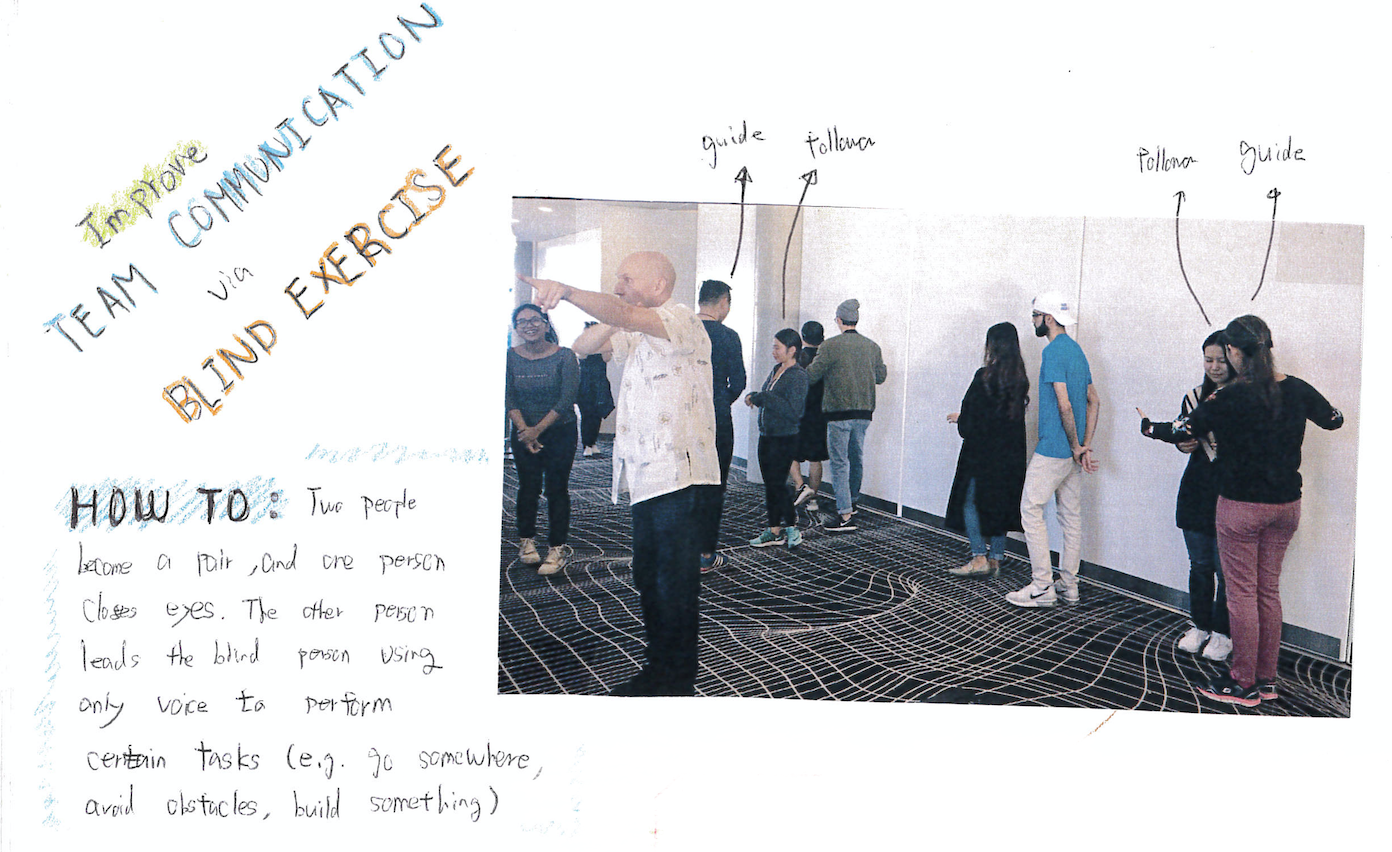 Improve
TEAM COMMUNICATION
via
BLIND EXERCISE
guide
follower
follower
guide
HOW TO: Two people
become a pair, and one person
closes eyes. The other person
leads the blind person using
only voice to perform
certain tasks (e.g. go somewhere,
avoid obstacles, build something)